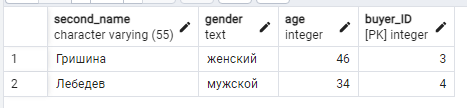 second_name gender age buyer_ID
character varying (55) text integer [PK] integer
1 Гришина женский 46 3
2 Лебедев мужской 34 4